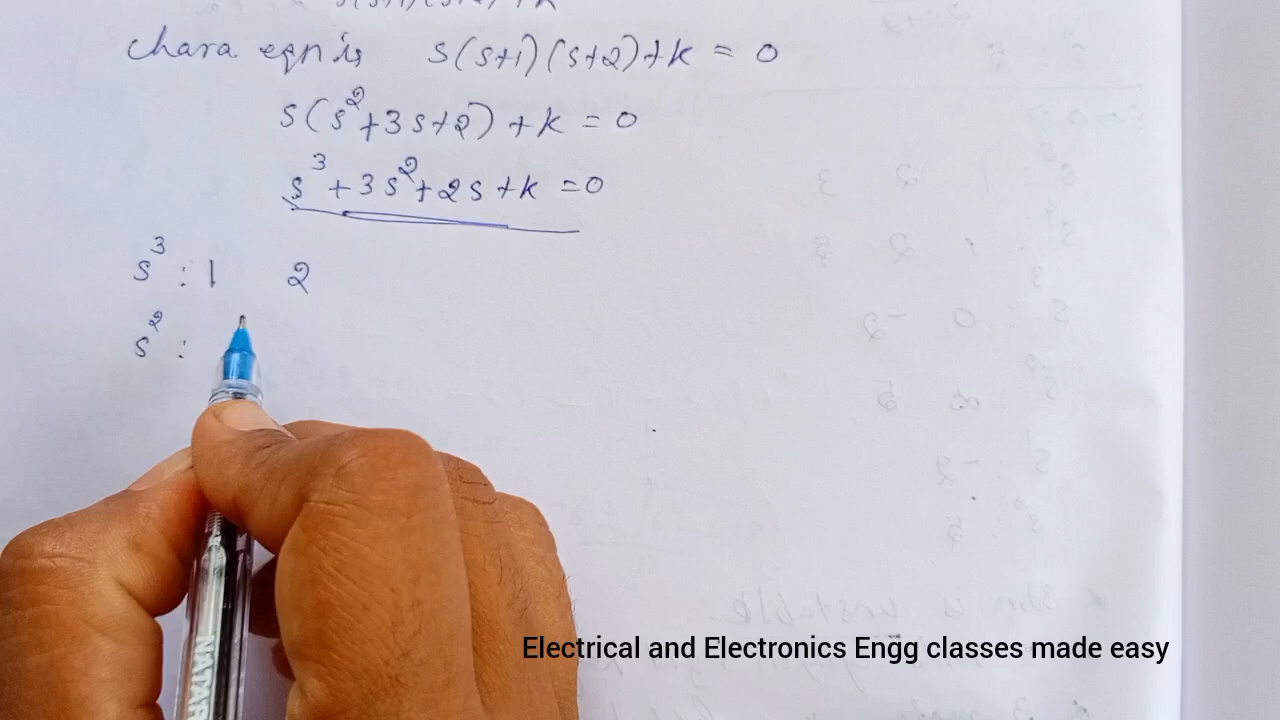 Chara eqn is s(s+1)(s+2)+k = 0
s(s²+3s+2)+k = 0
s³+3s²+2s+k = 0
s³ : 1 2
s² :
NATAR
Electrical and Electronics Engg classes made easy